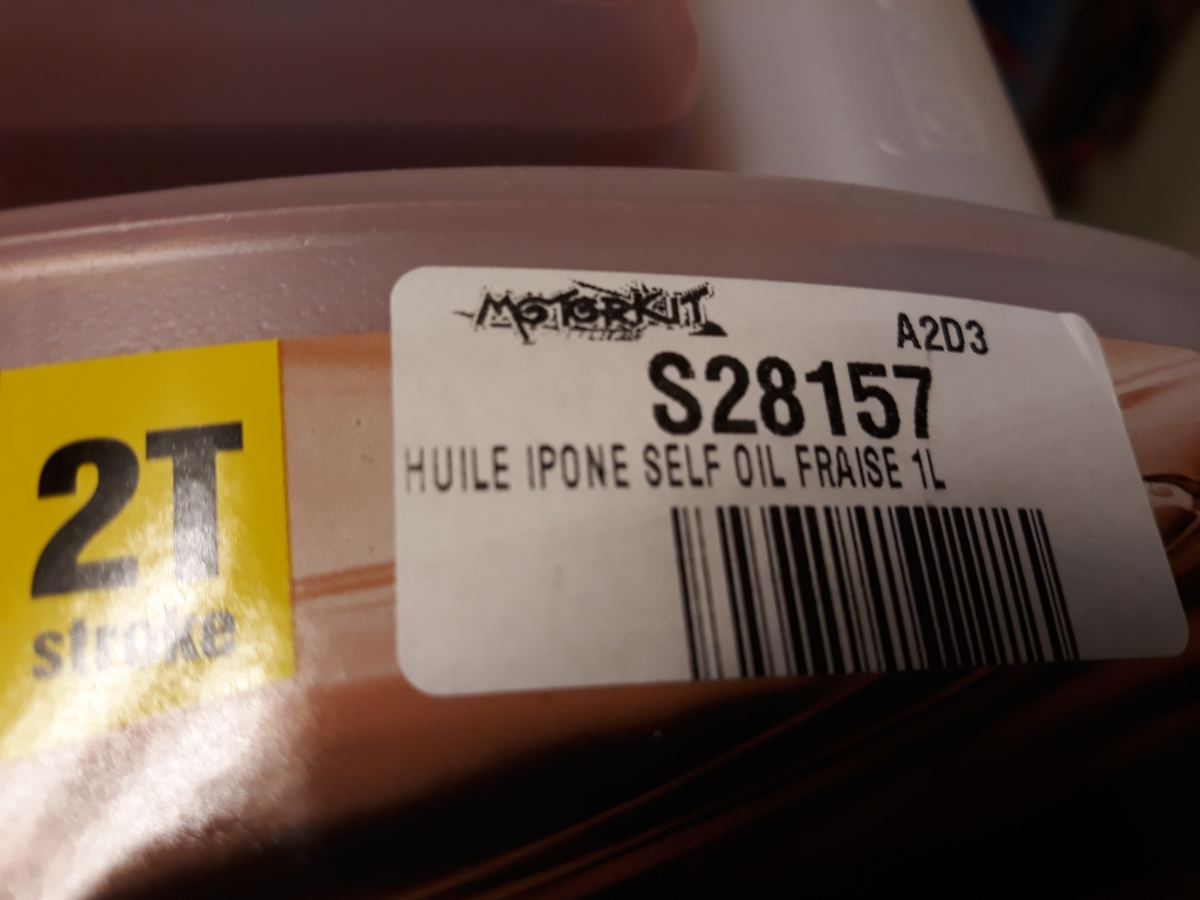 MOTORKIT
A2D3
S28157
HUILE IPONE SELF OIL FRAISE 1L
2T
stroke